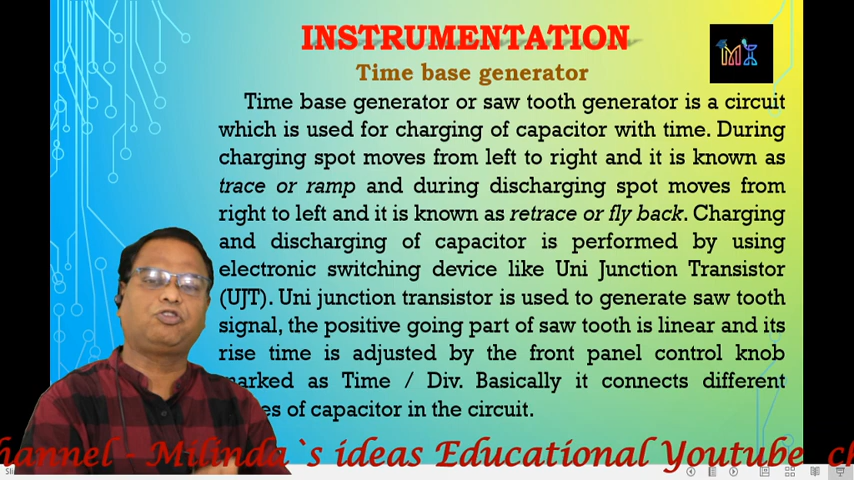 INSTRUMENTATION
Time base generator
Time base generator or saw tooth generator is a circuit
which is used for charging of capacitor with time. During
charging spot moves from left to right and it is known as
trace or ramp and during discharging spot moves from
right to left and it is known as retrace or fly back. Charging
and discharging of capacitor is performed by using
electronic switching device like Uni Junction Transistor
(UJT). Uni junction transistor is used to generate saw tooth
signal, the positive going part of saw tooth is linear and its
rise time is adjusted by the front panel control knob
as Time / Div. Basically it connects different
of capacitor in the circuit.
- Milinda`s ideas Educational Youtube